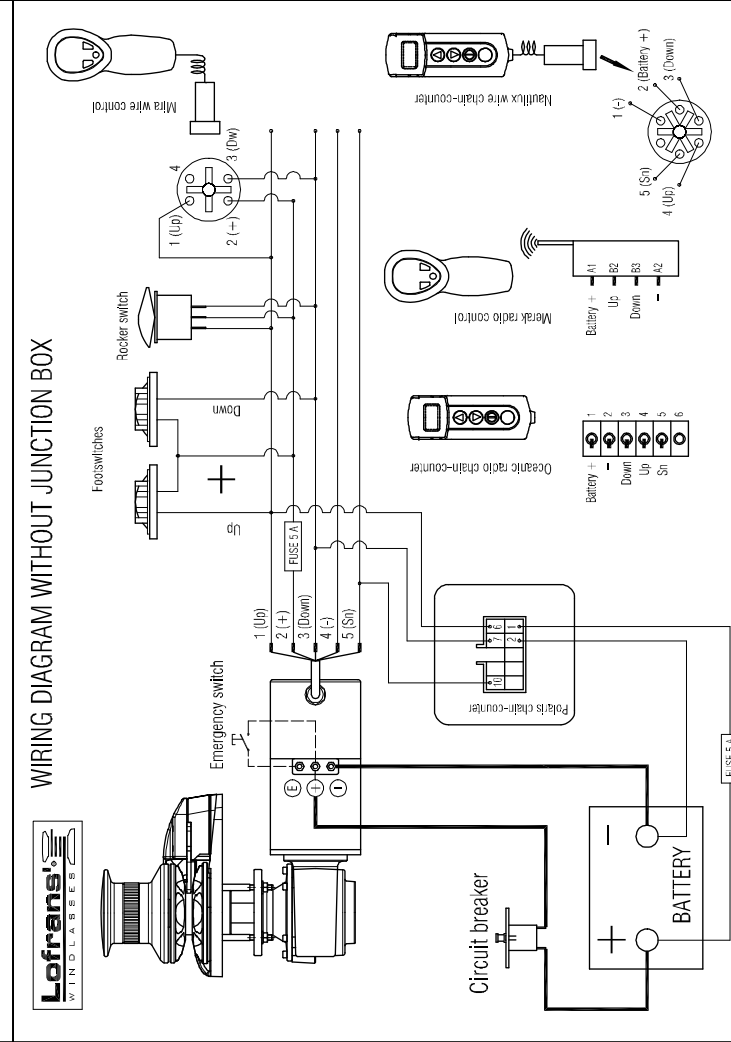 WIRING DIAGRAM WITHOUT JUNCTION BOX
Lofrans'®
WINDLASSES
Mira wire control
Nautilux wire chain-counter
1 (-)
2 (Battery +)
3 (Down)
5 (Sn)
4 (Up)
4
3 (Dw)
1 (Up)
2 (+)
Rocker switch
Footswitches
Down
+
Up
FUSE 5 A
1 (Up)
2 (+)
3 (Down)
4 (-)
5 (Sn)
Emergency switch
E
+
-
Merak radio control
A1
B2
B3
A2
Battery +
Up
Down
-
Oceanic radio chain-counter
1
2
3
4
5
6
Battery +
-
Down
Up
Sn
6
1
7
2
10
Polaris chain-counter
Circuit breaker
+
-
BATTERY
FUSE 5 A